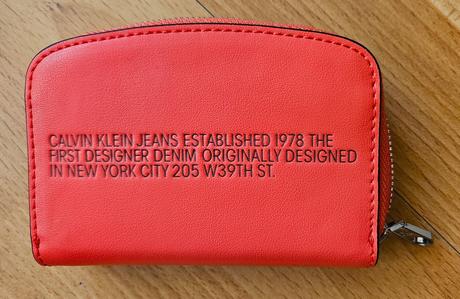 CALVIN KLEIN JEANS ESTABLISHED 1978 THE
FIRST DESIGNER DENIM ORIGINALLY DESIGNED
IN NEW YORK CITY 205 W39TH ST.